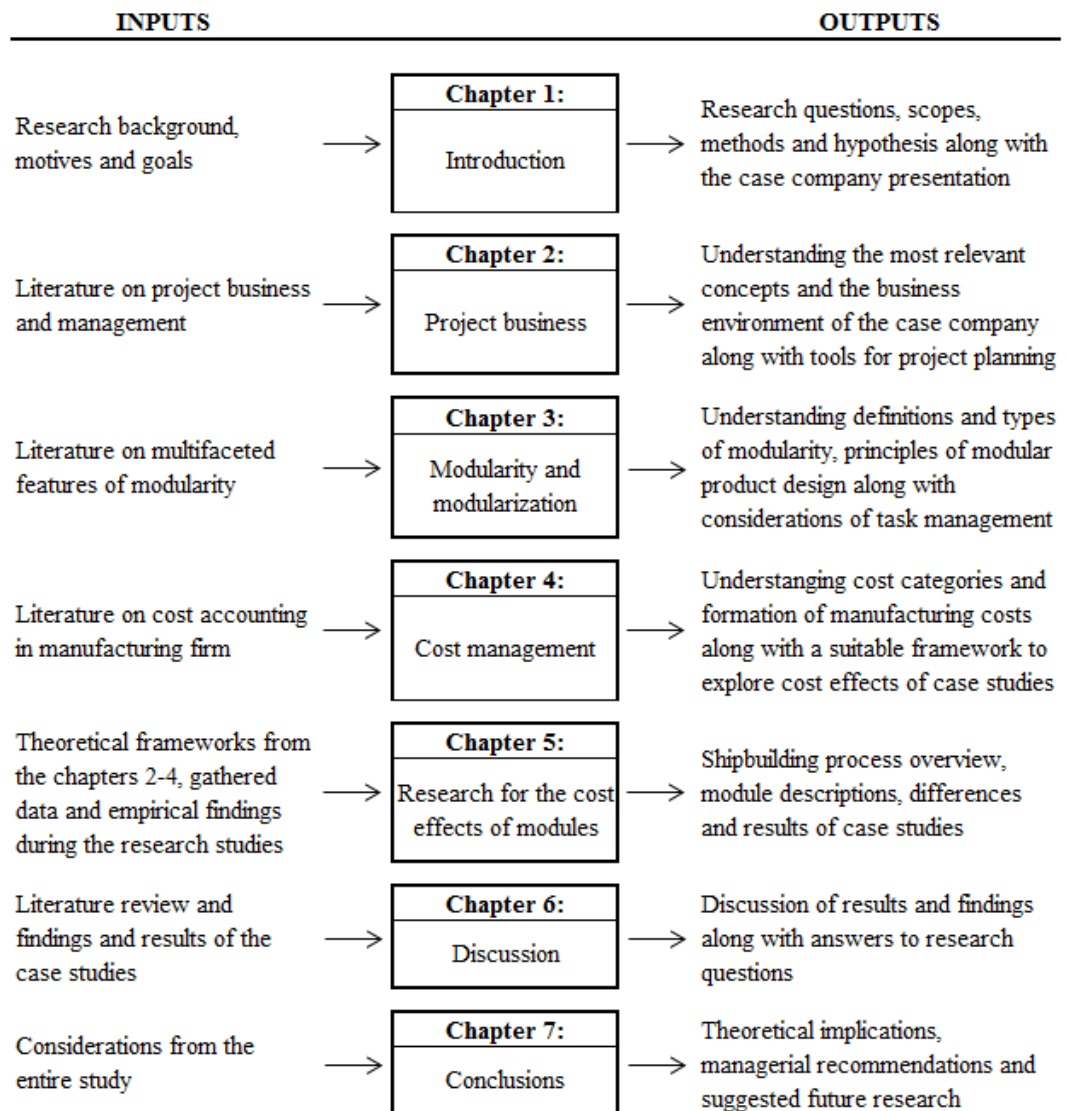 INPUTS
OUTPUTS
Research background,
motives and goals
Chapter 1:
Introduction
Research questions, scopes,
methods and hypothesis along with
the case company presentation
Literature on project business
and management
Chapter 2:
Project business
Understanding the most relevant
concepts and the business
environment of the case company
along with tools for project planning
Literature on multifaceted
features of modularity
Chapter 3:
Modularity and
modularization
Understanding definitions and types
of modularity, principles of modular
product design along with
considerations of task management
Literature on cost accounting
in manufacturing firm
Chapter 4:
Cost management
Understanging cost categories and
formation of manufacturing costs
along with a suitable framework to
explore cost effects of case studies
Theoretical frameworks from
the chapters 2-4, gathered
data and empirical findings
during the research studies
Chapter 5:
Research for the cost
effects of modules
Shipbuilding process overview,
module descriptions, differences
and results of case studies
Literature review and
findings and results of the
case studies
Chapter 6:
Discussion
Discussion of results and findings
along with answers to research
questions
Considerations from the
entire study
Chapter 7:
Conclusions
Theoretical implications,
managerial recommendations and
suggested future research